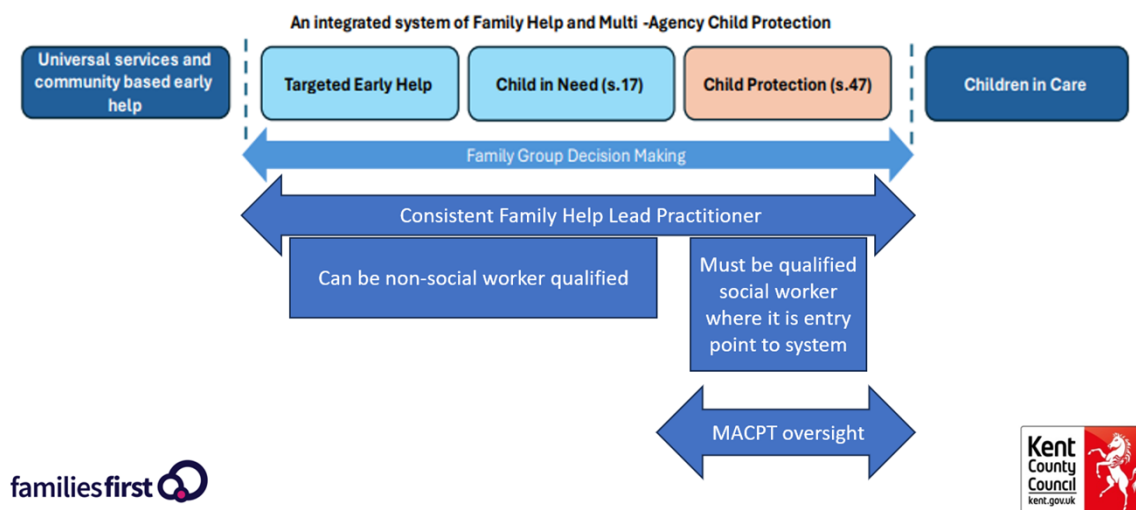 An integrated system of Family Help and Multi -Agency Child Protection
Universal services and
community based early
help
Targeted Early Help
Child in Need (s.17)
Child Protection (s.47)
Children in Care
Family Group Decision Making
Consistent Family Help Lead Practitioner
Can be non-social worker qualified
Must be qualified
social worker
where it is entry
point to system
MACPT oversight
familiesfirst
Kent
County
Council
kent.gov.uk